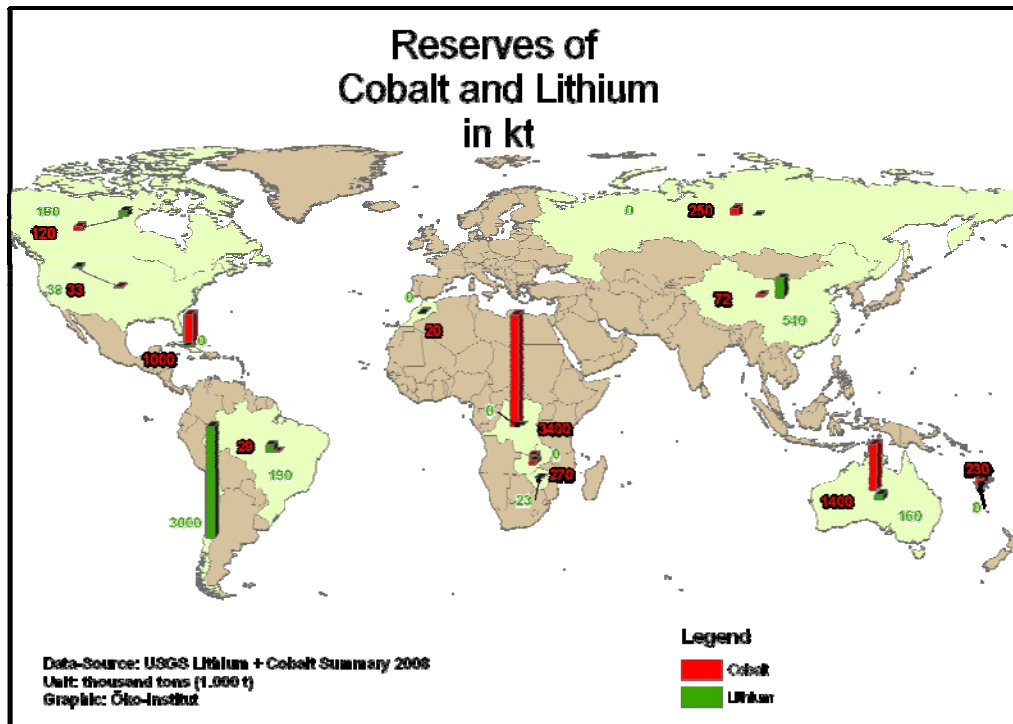 Reserves of
Cobalt and Lithium
in kt
180
120
38 33
1000
0
29
190
3000
0
20
0
3400
0
270
23
0
250
72
540
230
1400
160
0
Data-Source: USGS Lithium + Cobalt Summary 2008
Unit: thousand tons (1.000 t)
Graphic: Öko-Institut
Legend
Cobalt
Lithium